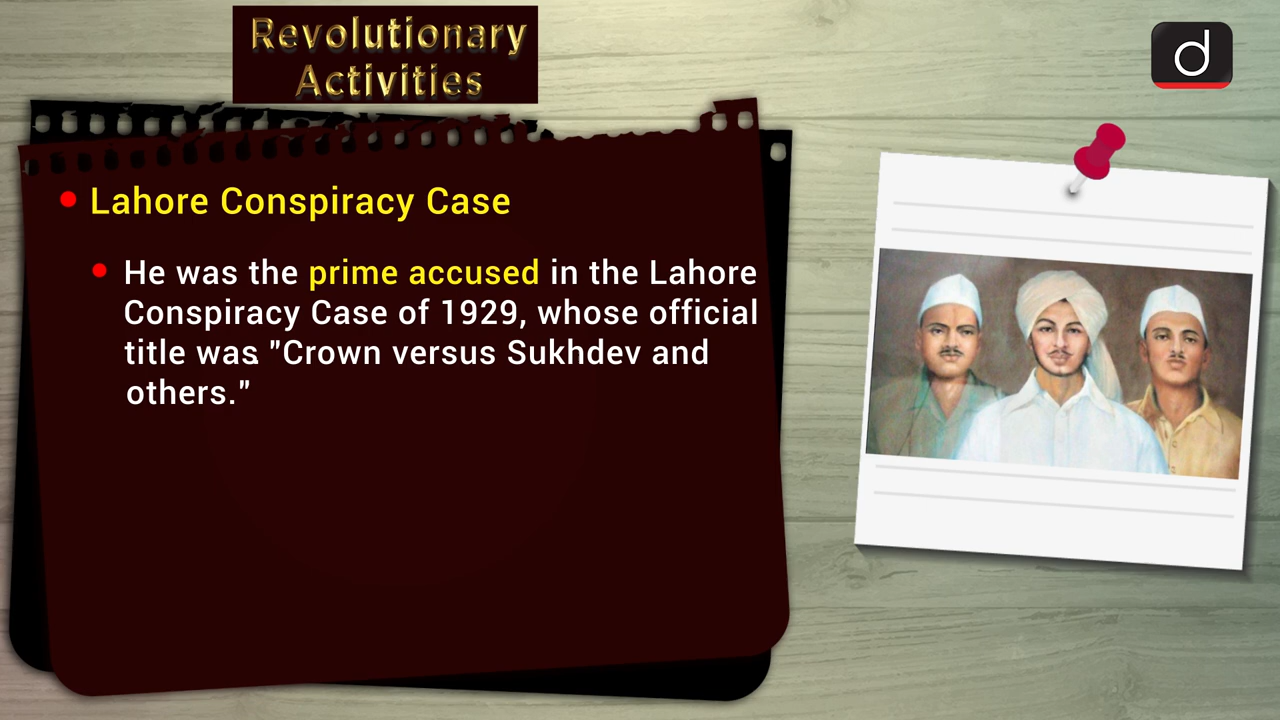 Revolutionary
Activities
d
Lahore Conspiracy Case
He was the prime accused in the Lahore
Conspiracy Case of 1929, whose official
title was "Crown versus Sukhdev and
others."